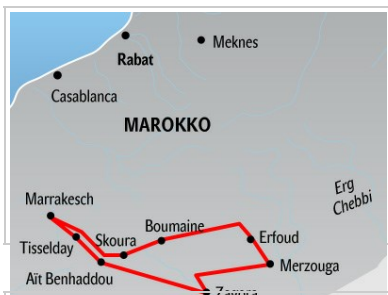 Meknes
Rabat
Casablanca
MAROKKO
Erg
Chebbi
Marrakesch
Boumaine
Skoura
Erfoud
Tisselday
Merzouga
Aït Benhaddou